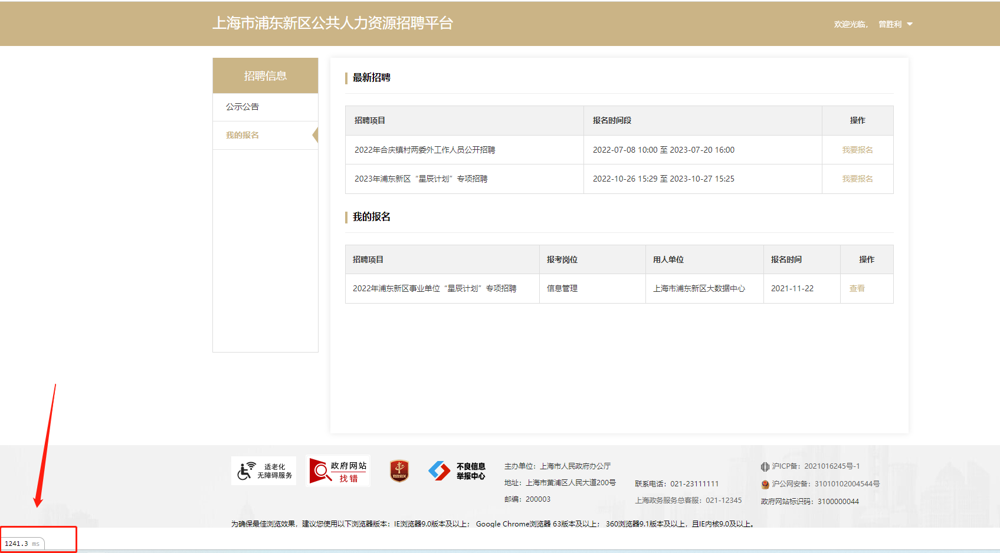 上海市浦东新区公共人力资源招聘平台
欢迎光临， 曾胜利
招聘信息
公示公告
我的报名
最新招聘
招聘项目 报名时间段 操作
2022年合庆镇村两委外工作人员公开招聘 2022-07-08 10:00 至 2023-07-20 16:00 我要报名
2023年浦东新区“星辰计划”专项招聘 2022-10-26 15:29 至 2023-10-27 15:25 我要报名
我的报名
招聘项目 报考岗位 用人单位 报名时间 操作
2022年浦东新区事业单位“星辰计划”专项招聘 信息管理 上海市浦东新区大数据中心 2021-11-22 查看
适老化
无障碍服务
政府网站
找错
党政机关
不良信息
举报中心
主办单位：上海市人民政府办公厅
地址：上海市黄浦区人民大道200号
邮编：200003
联系电话：021-23111111
上海政务服务总客服：021-12345
沪ICP备：2021016245号-1
沪公网安备：31010102004544号
政府网站标识码：3100000044
为确保最佳浏览效果，建议您使用以下浏览器版本：IE浏览器9.0版本及以上； Google Chrome浏览器 63版本及以上； 360浏览器9.1版本及以上，且IE内核9.0及以上。
1241.3 ms